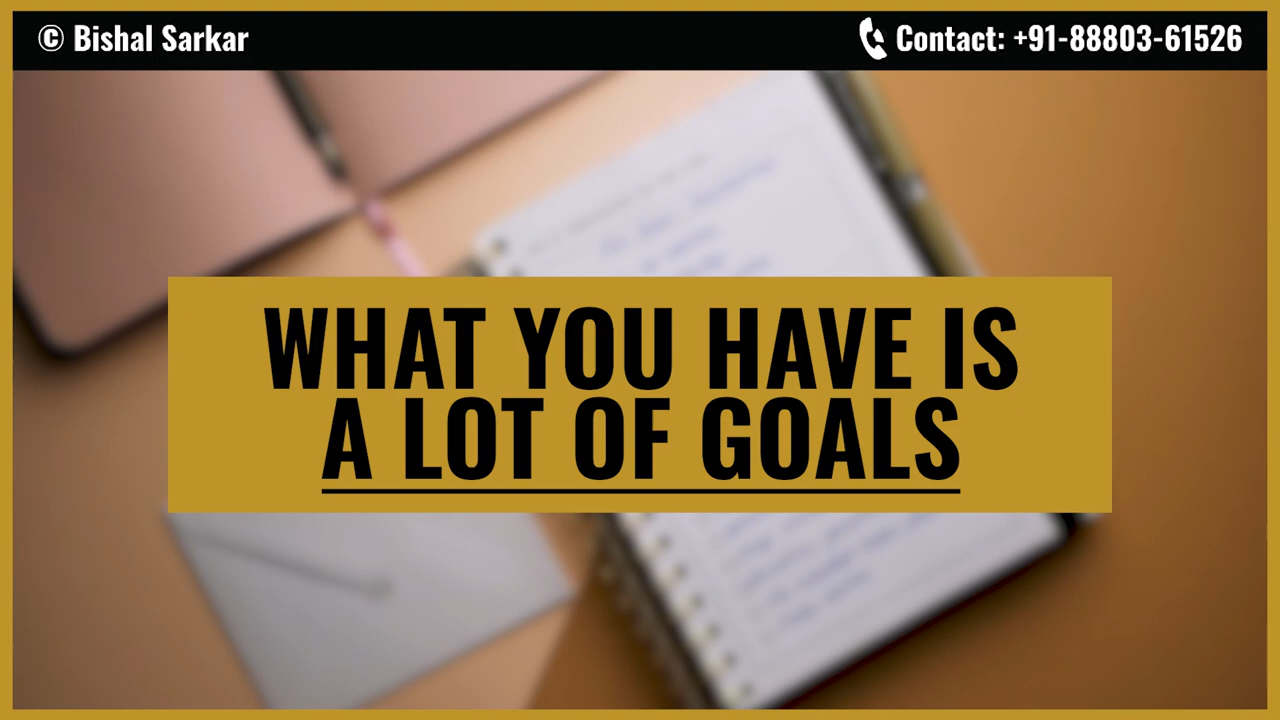 © Bishal Sarkar
Contact: +91-88803-61526
WHAT YOU HAVE IS
A LOT OF GOALS